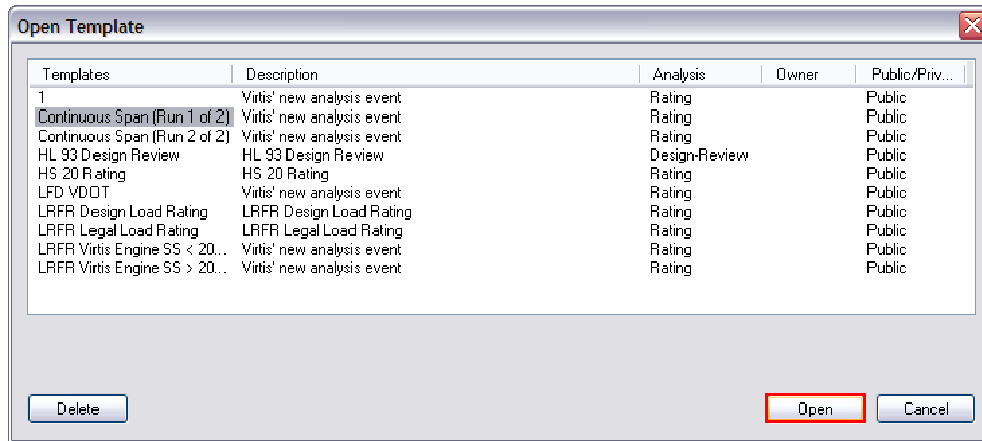 Open Template
Templates Description Analysis Owner Public/Priv...
1 Virtis' new analysis event Rating Public
Continuous Span (Run 1 of 2) Virtis' new analysis event Rating Public
Continuous Span (Run 2 of 2) Virtis' new analysis event Rating Public
HL 93 Design Review HL 93 Design Review Design-Review Public
HS 20 Rating HS 20 Rating Rating Public
LFD VDOT Virtis' new analysis event Rating Public
LRFR Design Load Rating LRFR Design Load Rating Rating Public
LRFR Legal Load Rating LRFR Legal Load Rating Rating Public
LRFR Virtis Engine SS < 20... Virtis' new analysis event Rating Public
LRFR Virtis Engine SS > 20... Virtis' new analysis event Rating Public
Delete Open Cancel